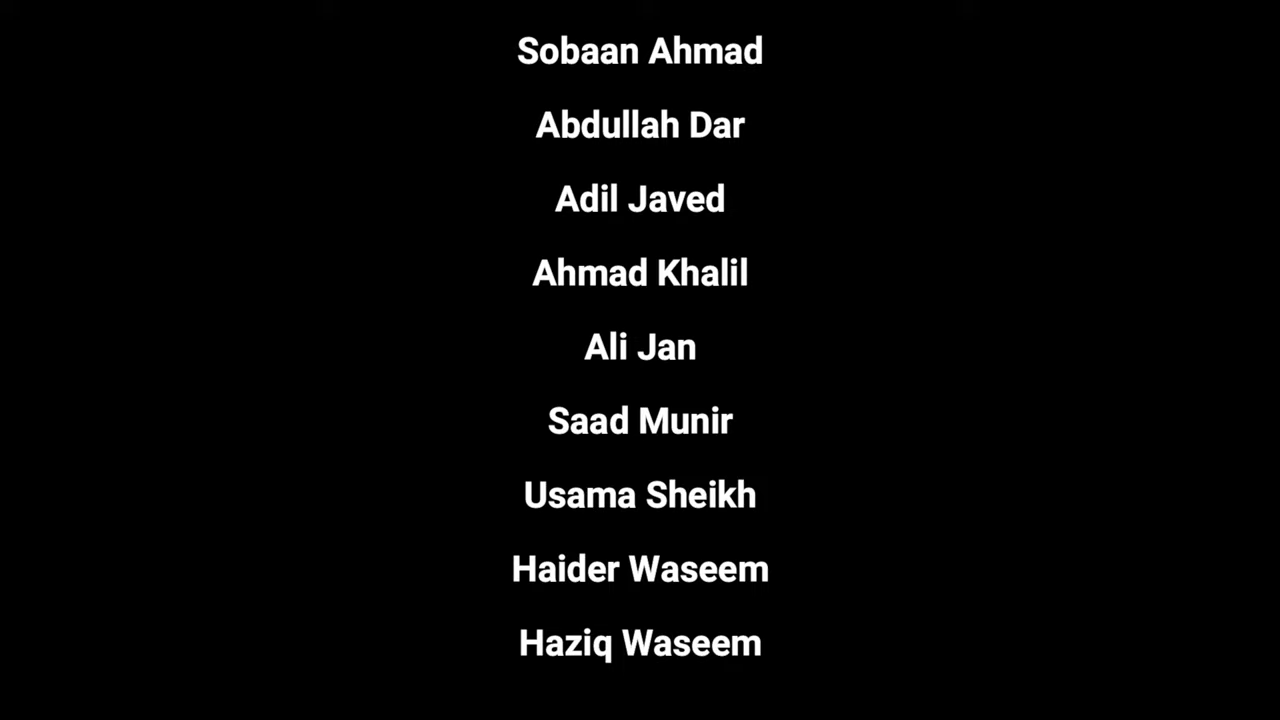 Sobaan Ahmad
Abdullah Dar
Adil Javed
Ahmad Khalil
Ali Jan
Saad Munir
Usama Sheikh
Haider Waseem
Haziq Waseem